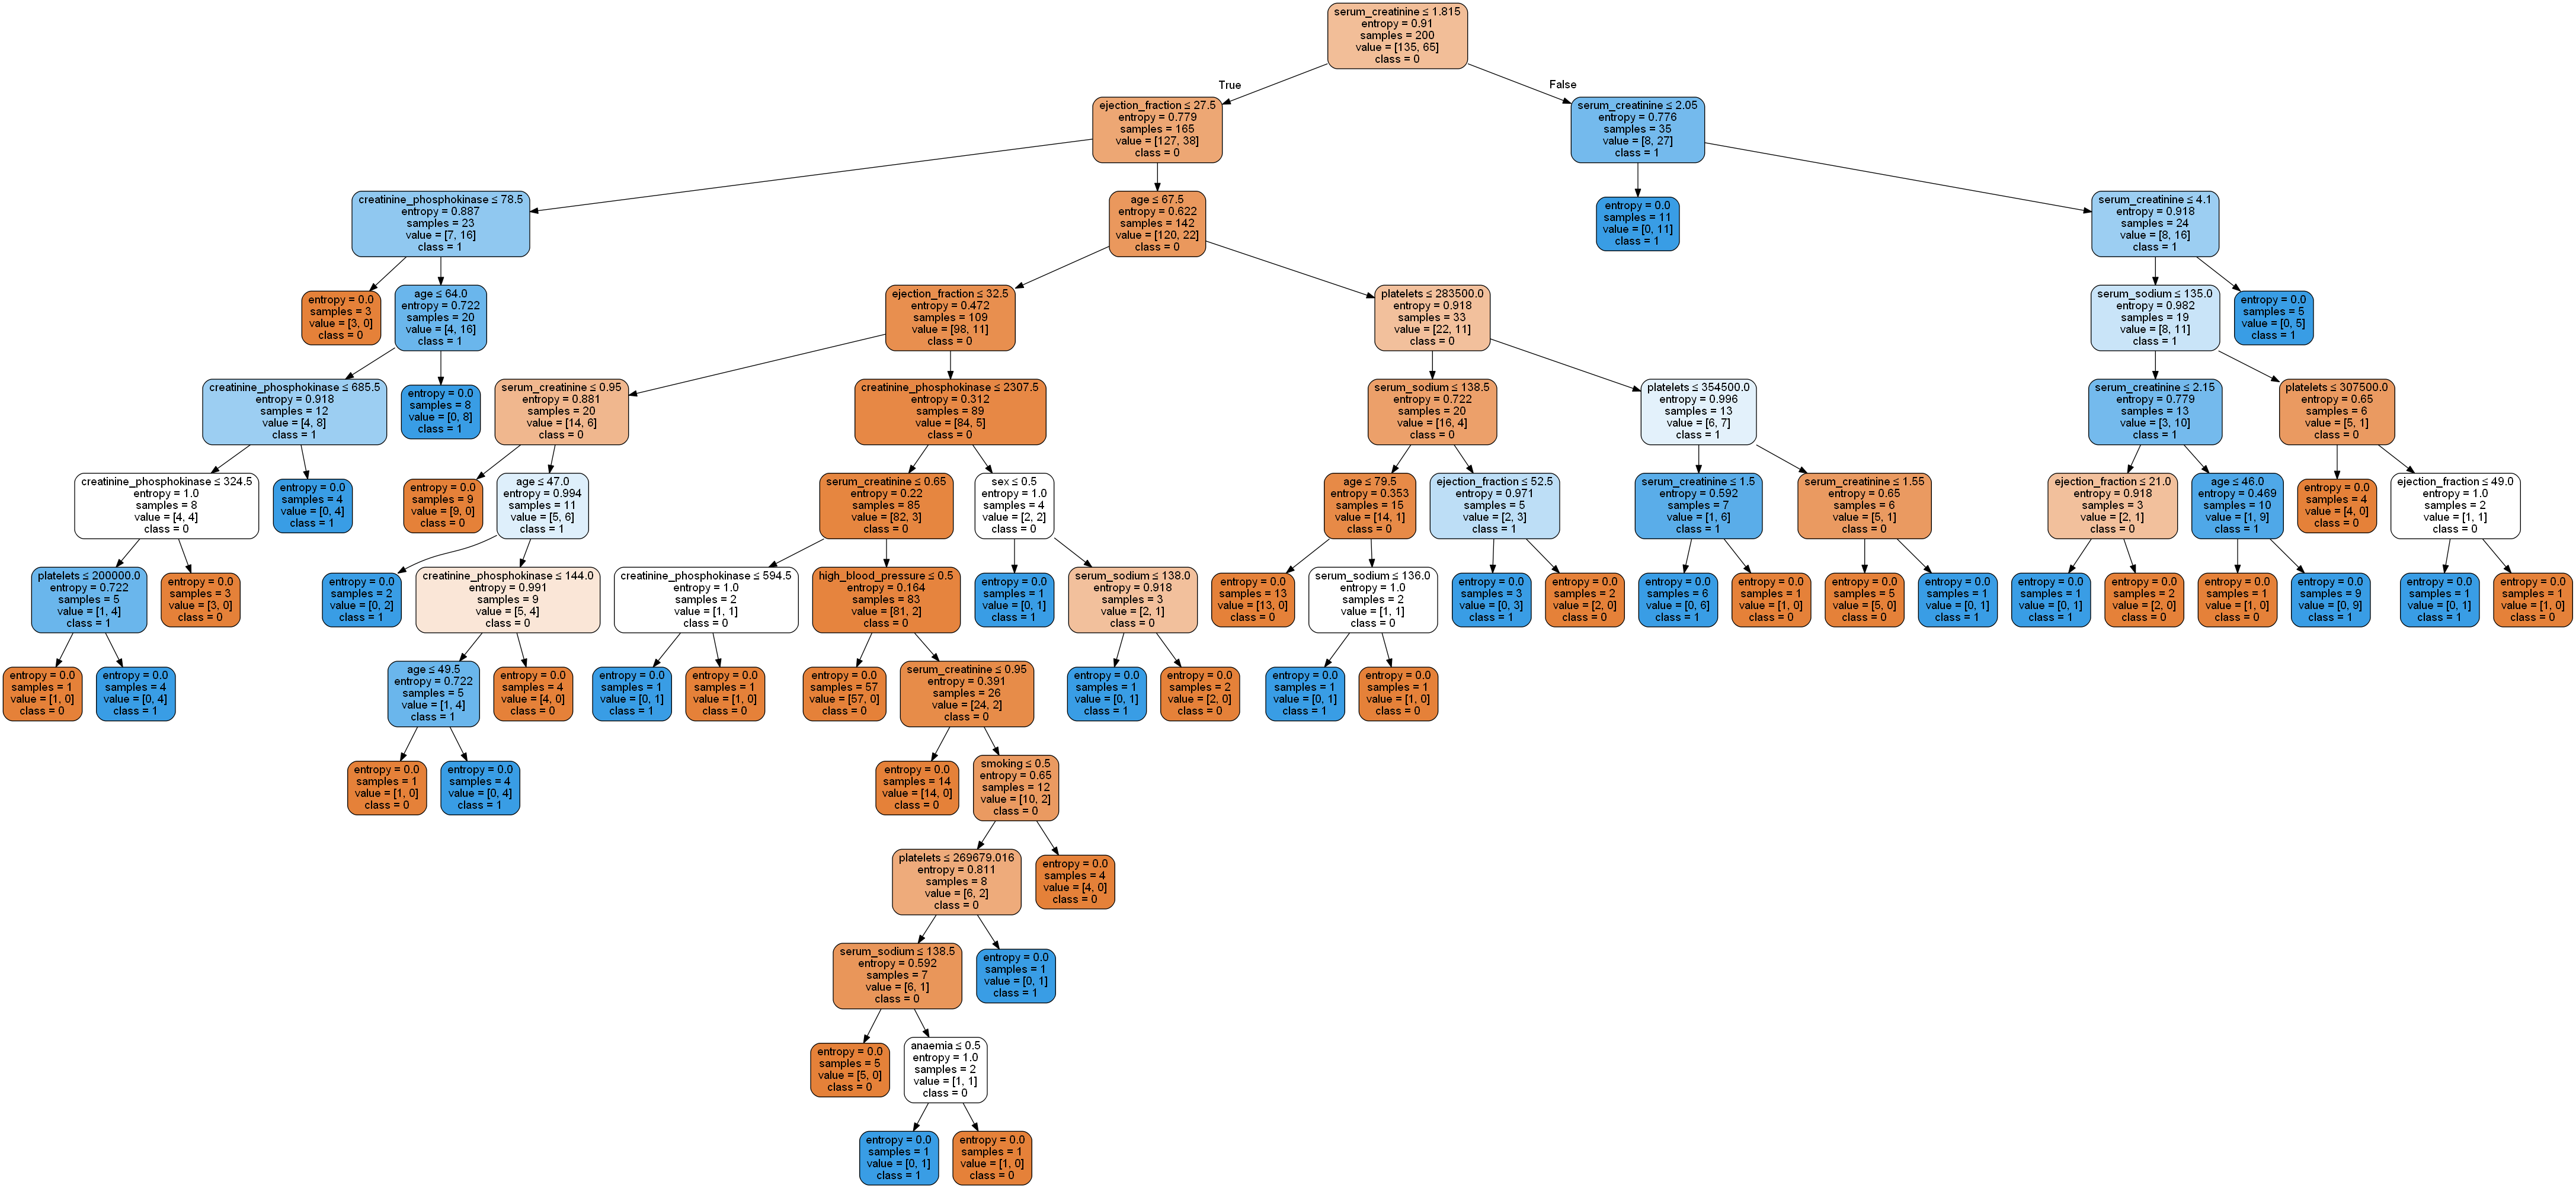 serum_creatinine ≤ 1.815
entropy = 0.91
samples = 200
value = [135, 65]
class = 0
True
False
ejection_fraction ≤ 27.5
entropy = 0.779
samples = 165
value = [127, 38]
class = 0
serum_creatinine ≤ 2.05
entropy = 0.776
samples = 35
value = [8, 27]
class = 1
creatinine_phosphokinase ≤ 78.5
entropy = 0.887
samples = 23
value = [7, 16]
class = 1
age ≤ 67.5
entropy = 0.622
samples = 142
value = [120, 22]
class = 0
entropy = 0.0
samples = 11
value = [0, 11]
class = 1
serum_creatinine ≤ 4.1
entropy = 0.918
samples = 24
value = [8, 16]
class = 1
entropy = 0.0
samples = 3
value = [3, 0]
class = 0
age ≤ 64.0
entropy = 0.722
samples = 20
value = [4, 16]
class = 1
ejection_fraction ≤ 32.5
entropy = 0.472
samples = 109
value = [98, 11]
class = 0
platelets ≤ 283500.0
entropy = 0.918
samples = 33
value = [22, 11]
class = 0
serum_sodium ≤ 135.0
entropy = 0.982
samples = 19
value = [8, 11]
class = 1
entropy = 0.0
samples = 5
value = [0, 5]
class = 1
creatinine_phosphokinase ≤ 685.5
entropy = 0.918
samples = 12
value = [4, 8]
class = 1
entropy = 0.0
samples = 8
value = [0, 8]
class = 1
serum_creatinine ≤ 0.95
entropy = 0.881
samples = 20
value = [14, 6]
class = 0
creatinine_phosphokinase ≤ 2307.5
entropy = 0.312
samples = 89
value = [84, 5]
class = 0
serum_sodium ≤ 138.5
entropy = 0.722
samples = 20
value = [16, 4]
class = 0
platelets ≤ 354500.0
entropy = 0.996
samples = 13
value = [6, 7]
class = 1
serum_creatinine ≤ 2.15
entropy = 0.779
samples = 13
value = [3, 10]
class = 1
platelets ≤ 307500.0
entropy = 0.65
samples = 6
value = [5, 1]
class = 0
creatinine_phosphokinase ≤ 324.5
entropy = 1.0
samples = 8
value = [4, 4]
class = 0
entropy = 0.0
samples = 4
value = [0, 4]
class = 1
entropy = 0.0
samples = 9
value = [9, 0]
class = 0
age ≤ 47.0
entropy = 0.994
samples = 11
value = [5, 6]
class = 1
serum_creatinine ≤ 0.65
entropy = 0.22
samples = 85
value = [82, 3]
class = 0
sex ≤ 0.5
entropy = 1.0
samples = 4
value = [2, 2]
class = 0
age ≤ 79.5
entropy = 0.353
samples = 15
value = [14, 1]
class = 0
ejection_fraction ≤ 52.5
entropy = 0.971
samples = 5
value = [2, 3]
class = 1
serum_creatinine ≤ 1.5
entropy = 0.592
samples = 7
value = [1, 6]
class = 1
serum_creatinine ≤ 1.55
entropy = 0.65
samples = 6
value = [5, 1]
class = 0
ejection_fraction ≤ 21.0
entropy = 0.918
samples = 3
value = [2, 1]
class = 0
age ≤ 46.0
entropy = 0.469
samples = 10
value = [1, 9]
class = 1
entropy = 0.0
samples = 4
value = [4, 0]
class = 0
ejection_fraction ≤ 49.0
entropy = 1.0
samples = 2
value = [1, 1]
class = 0
platelets ≤ 200000.0
entropy = 0.722
samples = 5
value = [1, 4]
class = 1
entropy = 0.0
samples = 3
value = [3, 0]
class = 0
entropy = 0.0
samples = 2
value = [0, 2]
class = 1
creatinine_phosphokinase ≤ 144.0
entropy = 0.991
samples = 9
value = [5, 4]
class = 0
creatinine_phosphokinase ≤ 594.5
entropy = 1.0
samples = 2
value = [1, 1]
class = 0
high_blood_pressure ≤ 0.5
entropy = 0.164
samples = 83
value = [81, 2]
class = 0
entropy = 0.0
samples = 1
value = [0, 1]
class = 1
serum_sodium ≤ 138.0
entropy = 0.918
samples = 3
value = [2, 1]
class = 0
entropy = 0.0
samples = 13
value = [13, 0]
class = 0
serum_sodium ≤ 136.0
entropy = 1.0
samples = 2
value = [1, 1]
class = 0
entropy = 0.0
samples = 3
value = [0, 3]
class = 1
entropy = 0.0
samples = 2
value = [2, 0]
class = 0
entropy = 0.0
samples = 6
value = [0, 6]
class = 1
entropy = 0.0
samples = 1
value = [1, 0]
class = 0
entropy = 0.0
samples = 5
value = [5, 0]
class = 0
entropy = 0.0
samples = 1
value = [0, 1]
class = 1
entropy = 0.0
samples = 1
value = [0, 1]
class = 1
entropy = 0.0
samples = 2
value = [2, 0]
class = 0
entropy = 0.0
samples = 1
value = [1, 0]
class = 0
entropy = 0.0
samples = 9
value = [0, 9]
class = 1
entropy = 0.0
samples = 1
value = [0, 1]
class = 1
entropy = 0.0
samples = 1
value = [1, 0]
class = 0
entropy = 0.0
samples = 1
value = [1, 0]
class = 0
entropy = 0.0
samples = 4
value = [0, 4]
class = 1
age ≤ 49.5
entropy = 0.722
samples = 5
value = [1, 4]
class = 1
entropy = 0.0
samples = 4
value = [4, 0]
class = 0
entropy = 0.0
samples = 1
value = [0, 1]
class = 1
entropy = 0.0
samples = 1
value = [1, 0]
class = 0
entropy = 0.0
samples = 57
value = [57, 0]
class = 0
serum_creatinine ≤ 0.95
entropy = 0.391
samples = 26
value = [24, 2]
class = 0
entropy = 0.0
samples = 1
value = [0, 1]
class = 1
entropy = 0.0
samples = 2
value = [2, 0]
class = 0
entropy = 0.0
samples = 1
value = [0, 1]
class = 1
entropy = 0.0
samples = 1
value = [1, 0]
class = 0
entropy = 0.0
samples = 1
value = [1, 0]
class = 0
entropy = 0.0
samples = 4
value = [0, 4]
class = 1
entropy = 0.0
samples = 14
value = [14, 0]
class = 0
smoking ≤ 0.5
entropy = 0.65
samples = 12
value = [10, 2]
class = 0
platelets ≤ 269679.016
entropy = 0.811
samples = 8
value = [6, 2]
class = 0
entropy = 0.0
samples = 4
value = [4, 0]
class = 0
serum_sodium ≤ 138.5
entropy = 0.592
samples = 7
value = [6, 1]
class = 0
entropy = 0.0
samples = 1
value = [0, 1]
class = 1
entropy = 0.0
samples = 5
value = [5, 0]
class = 0
anaemia ≤ 0.5
entropy = 1.0
samples = 2
value = [1, 1]
class = 0
entropy = 0.0
samples = 1
value = [0, 1]
class = 1
entropy = 0.0
samples = 1
value = [1, 0]
class = 0